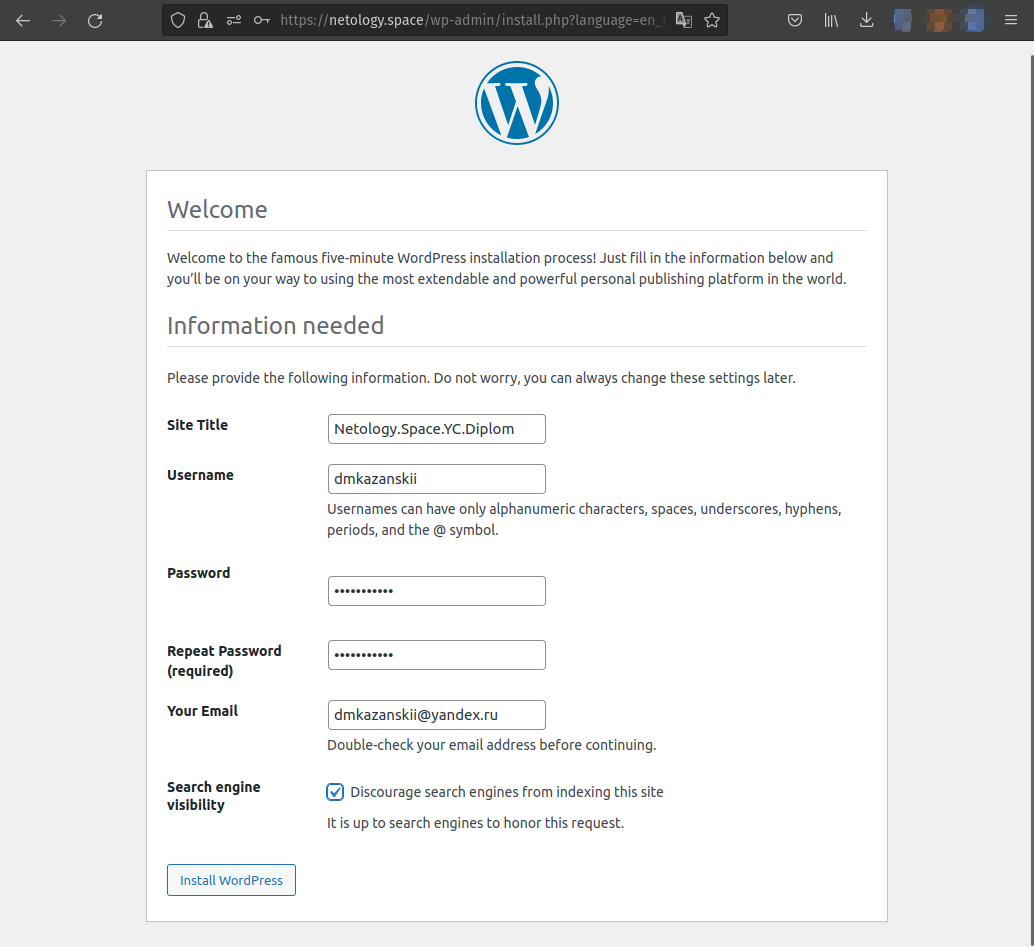 https://netology.space/wp-admin/install.php?language=en_
Welcome
Welcome to the famous five-minute WordPress installation process! Just fill in the information below and
you’ll be on your way to using the most extendable and powerful personal publishing platform in the world.
Information needed
Please provide the following information. Do not worry, you can always change these settings later.
Site Title
Netology.Space.YC.Diplom
Username
dmkazanskii
Usernames can have only alphanumeric characters, spaces, underscores, hyphens,
periods, and the @ symbol.
Password
•••••••••••
Repeat Password
(required)
•••••••••••
Your Email
dmkazanskii@yandex.ru
Double-check your email address before continuing.
Search engine
visibility
Discourage search engines from indexing this site
It is up to search engines to honor this request.
Install WordPress